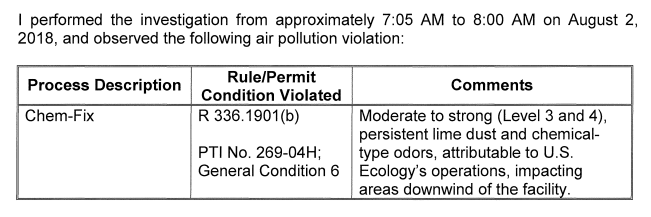 I performed the investigation from approximately 7:05 AM to 8:00 AM on August 2,
2018, and observed the following air pollution violation:
Process Description
Rule/Permit
Condition Violated
Comments
Chem-Fix
R 336.1901(b)
PTI No. 269-04H;
General Condition 6
Moderate to strong (Level 3 and 4),
persistent lime dust and chemical-
type odors, attributable to U.S.
Ecology's operations, impacting
areas downwind of the facility.